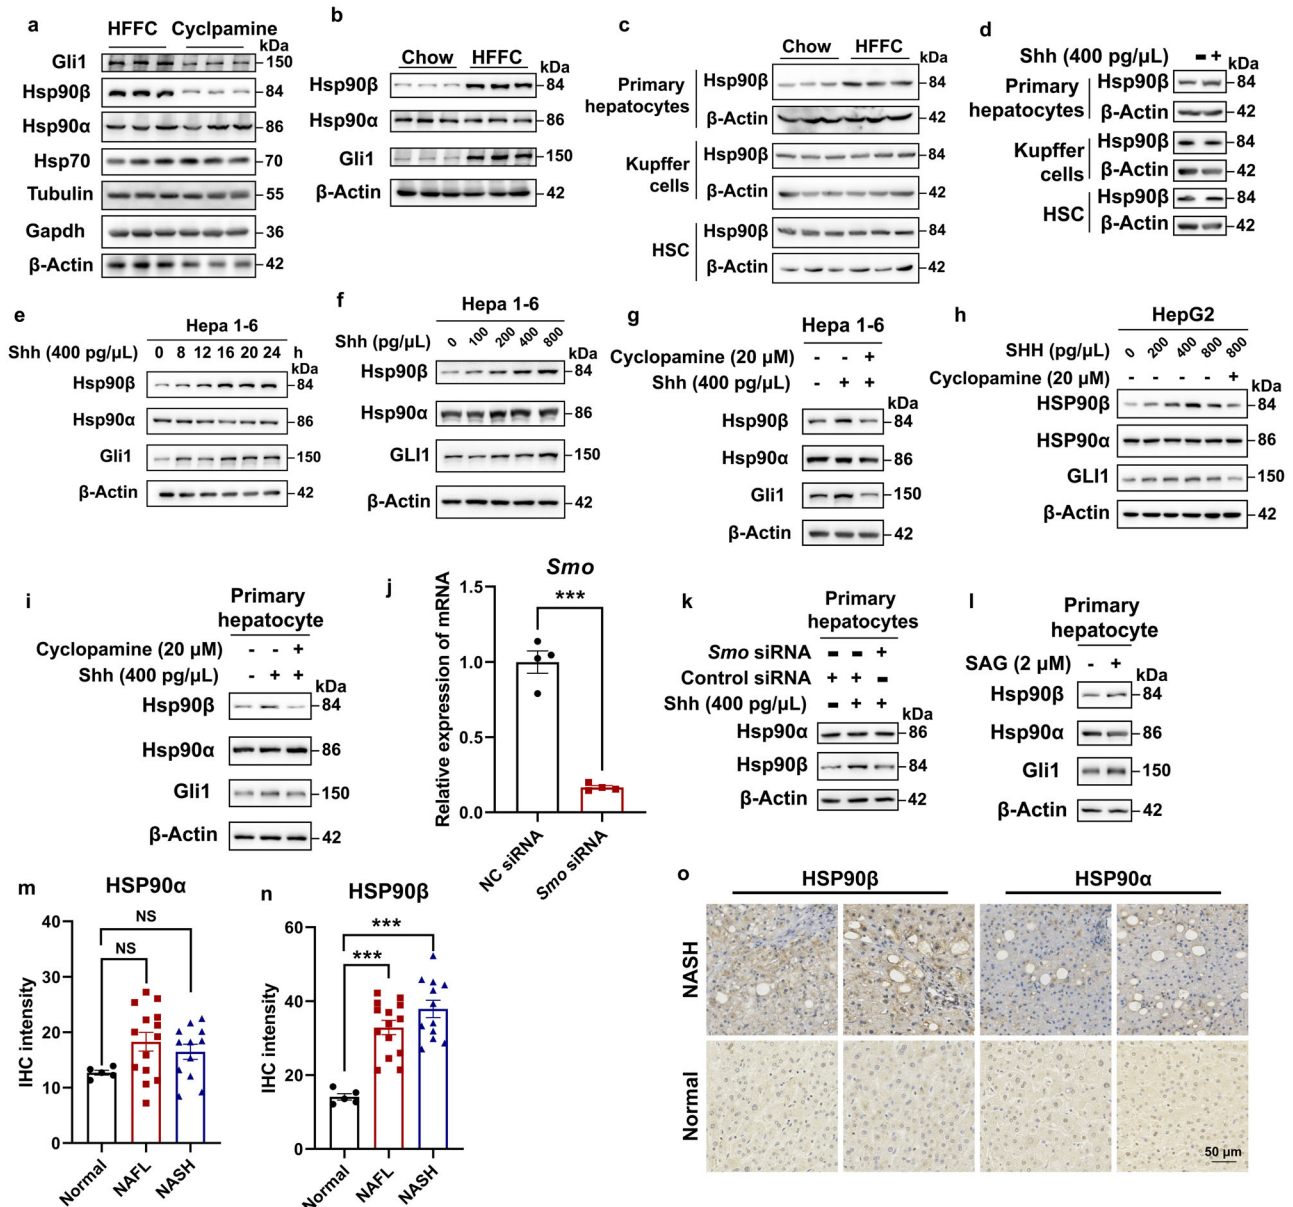 a
HFFC Cyclpamine
kDa
Gli1 150
Hsp90β 84
Hsp90α 86
Hsp70 70
Tubulin 55
Gapdh 36
β-Actin 42
b
Chow HFFC
kDa
Hsp90β 84
Hsp90α 86
Gli1 150
β-Actin 42
c
Chow HFFC
kDa
Primary hepatocytes
Hsp90β 84
β-Actin 42
Kupffer cells
Hsp90β 84
β-Actin 42
HSC
Hsp90β 84
β-Actin 42
d
Shh (400 pg/μL) - + kDa
Primary hepatocytes
Hsp90β 84
β-Actin 42
Kupffer cells
Hsp90β 84
β-Actin 42
HSC
Hsp90β 84
β-Actin 42
e
Hepa 1-6
Shh (400 pg/μL) 0 8 12 16 20 24 h
kDa
Hsp90β 84
Hsp90α 86
Gli1 150
β-Actin 42
f
Hepa 1-6
Shh (pg/μL) 0 100 200 400 800
kDa
Hsp90β 84
Hsp90α 86
GLI1 150
β-Actin 42
g
Hepa 1-6
Cyclopamine (20 μM) - - +
Shh (400 pg/μL) - + +
kDa
Hsp90β 84
Hsp90α 86
Gli1 150
β-Actin 42
h
HepG2
SHH (pg/μL) 0 200 400 800 800
Cyclopamine (20 μM) - - - - +
kDa
HSP90β 84
HSP90α 86
GLI1 150
β-Actin 42
i
Primary
hepatocyte
Cyclopamine (20 μM) - - +
Shh (400 pg/μL) - + +
kDa
Hsp90β 84
Hsp90α 86
Gli1 150
β-Actin 42
j
Smo
Relative expression of mRNA
1.5
1.0
0.5
0.0
***
NC siRNA
Smo siRNA
k
Primary
hepatocytes
Smo siRNA - - +
Control siRNA + + -
Shh (400 pg/μL) - + +
kDa
Hsp90α 86
Hsp90β 84
β-Actin 42
l
Primary
hepatocyte
SAG (2 μM) - +
kDa
Hsp90β 84
Hsp90α 86
Gli1 150
β-Actin 42
m
HSP90α
IHC intensity
40
30
20
10
0
NS
NS
Normal
NAFL
NASH
n
HSP90β
IHC intensity
60
40
20
0
***
***
Normal
NAFL
NASH
o
HSP90β HSP90α
NASH
Normal
50 μm